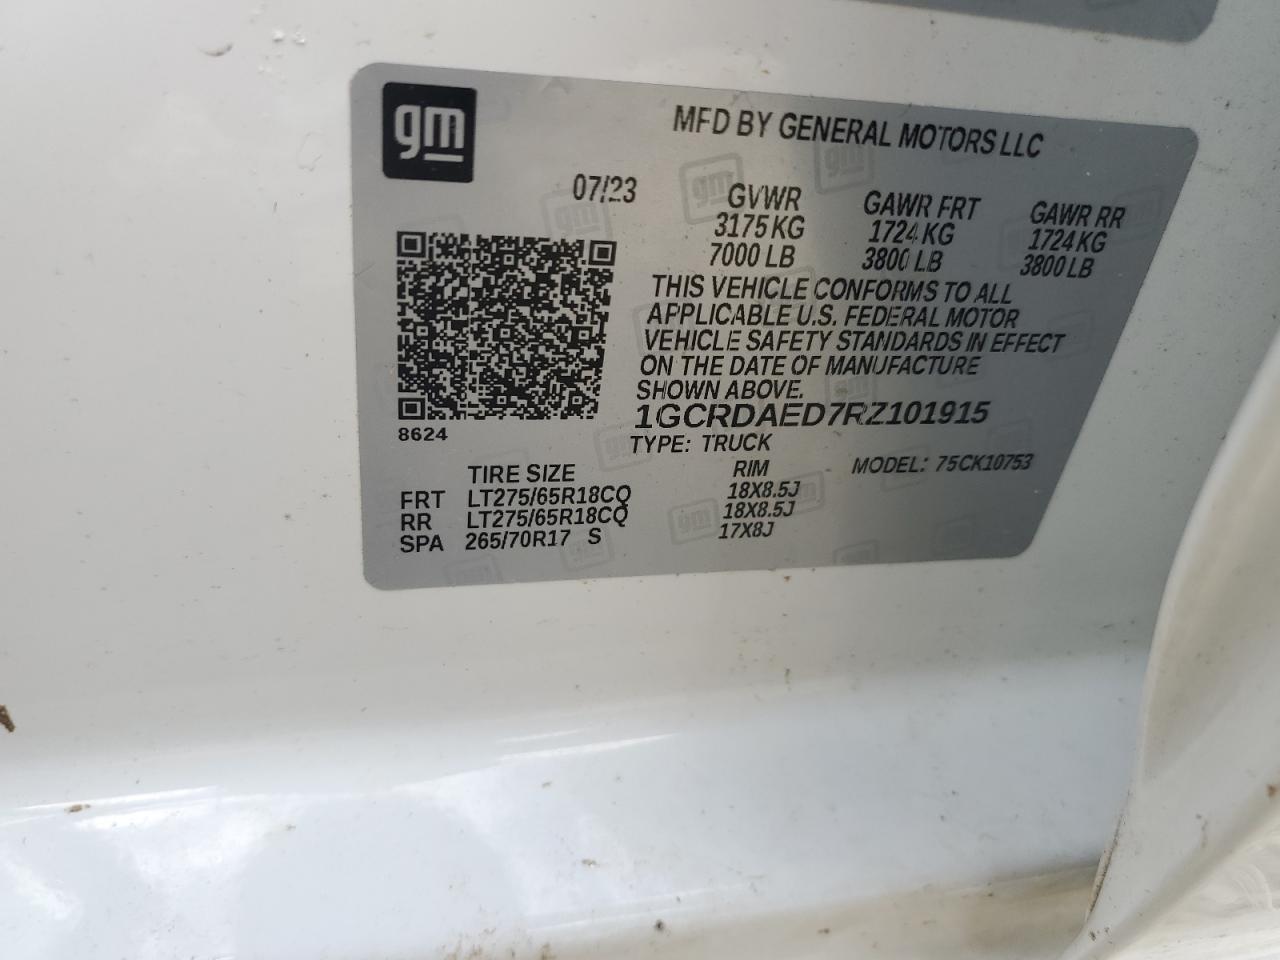 gm
MFD BY GENERAL MOTORS LLC
07/23 GVWR GAWR FRT GAWR RR
3175 KG 1724 KG 1724 KG
7000 LB 3800 LB 3800 LB
THIS VEHICLE CONFORMS TO ALL
APPLICABLE U.S. FEDERAL MOTOR
VEHICLE SAFETY STANDARDS IN EFFECT
ON THE DATE OF MANUFACTURE
SHOWN ABOVE.
1GCRDAED7RZ101915
8624
TYPE: TRUCK
MODEL: 75CK10753
TIRE SIZE RIM
FRT LT275/65R18CQ 18X8.5J
RR LT275/65R18CQ 18X8.5J
SPA 265/70R17 S 17X8J